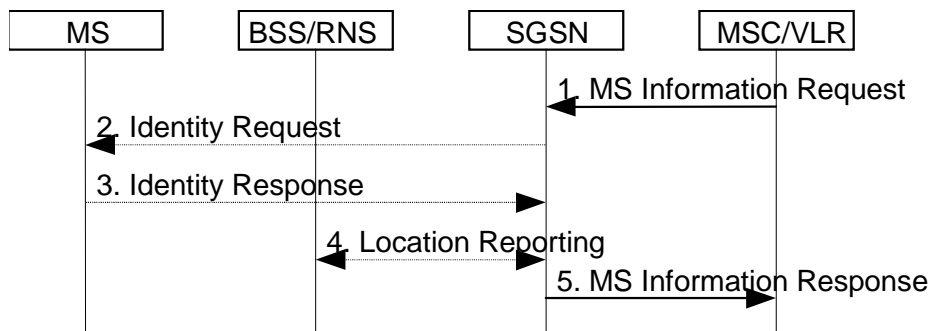 MS
BSS/RNS
SGSN
MSC/VLR
1. MS Information Request
2. Identity Request
3. Identity Response
4. Location Reporting
5. MS Information Response